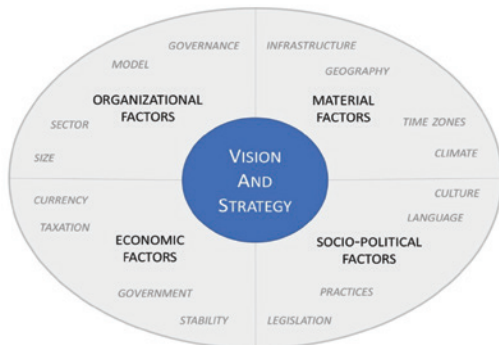 GOVERNANCE
MODEL
ORGANIZATIONAL
FACTORS
SECTOR
SIZE
INFRASTRUCTURE
GEOGRAPHY
MATERIAL
FACTORS
TIME ZONES
CLIMATE
VISION
AND
STRATEGY
CURRENCY
TAXATION
ECONOMIC
FACTORS
GOVERNMENT
STABILITY
CULTURE
LANGUAGE
SOCIO-POLITICAL
FACTORS
PRACTICES
LEGISLATION